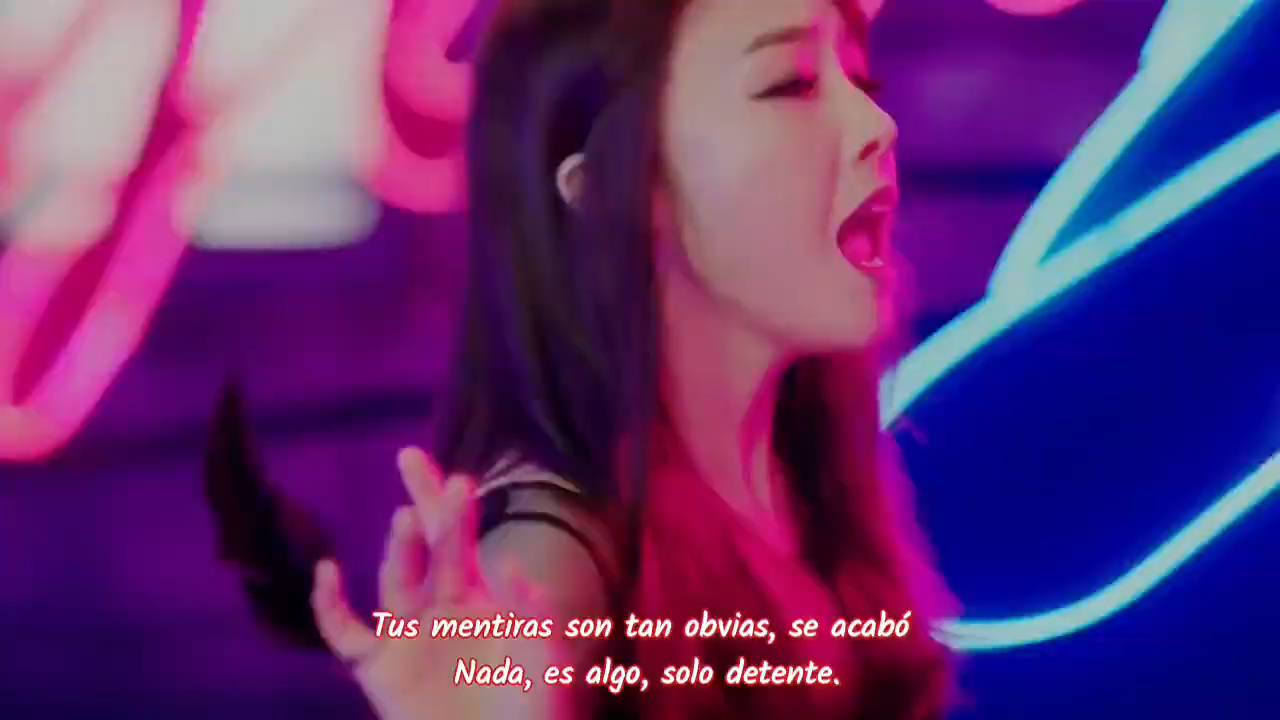 Tus mentiras son tan obvias, se acabó
Nada, es algo, solo detente.